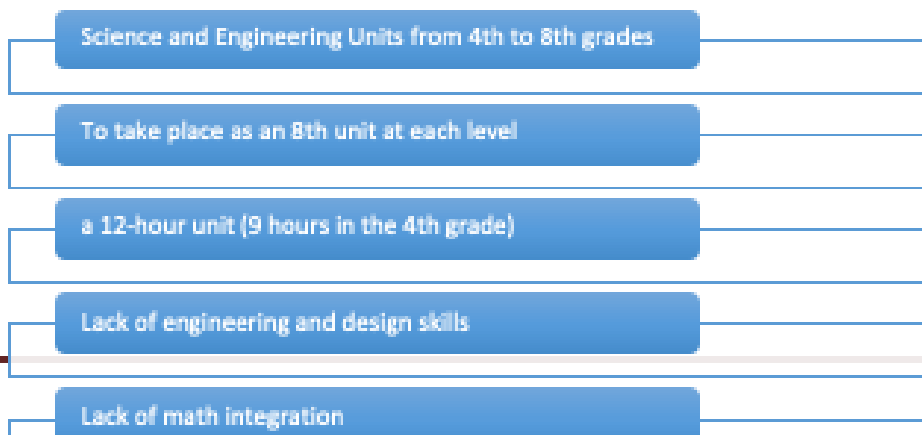 Science and Engineering Units from 4th to 8th grades
To take place as an 8th unit at each level
a 12-hour unit (9 hours in the 4th grade)
Lack of engineering and design skills
Lack of math integration